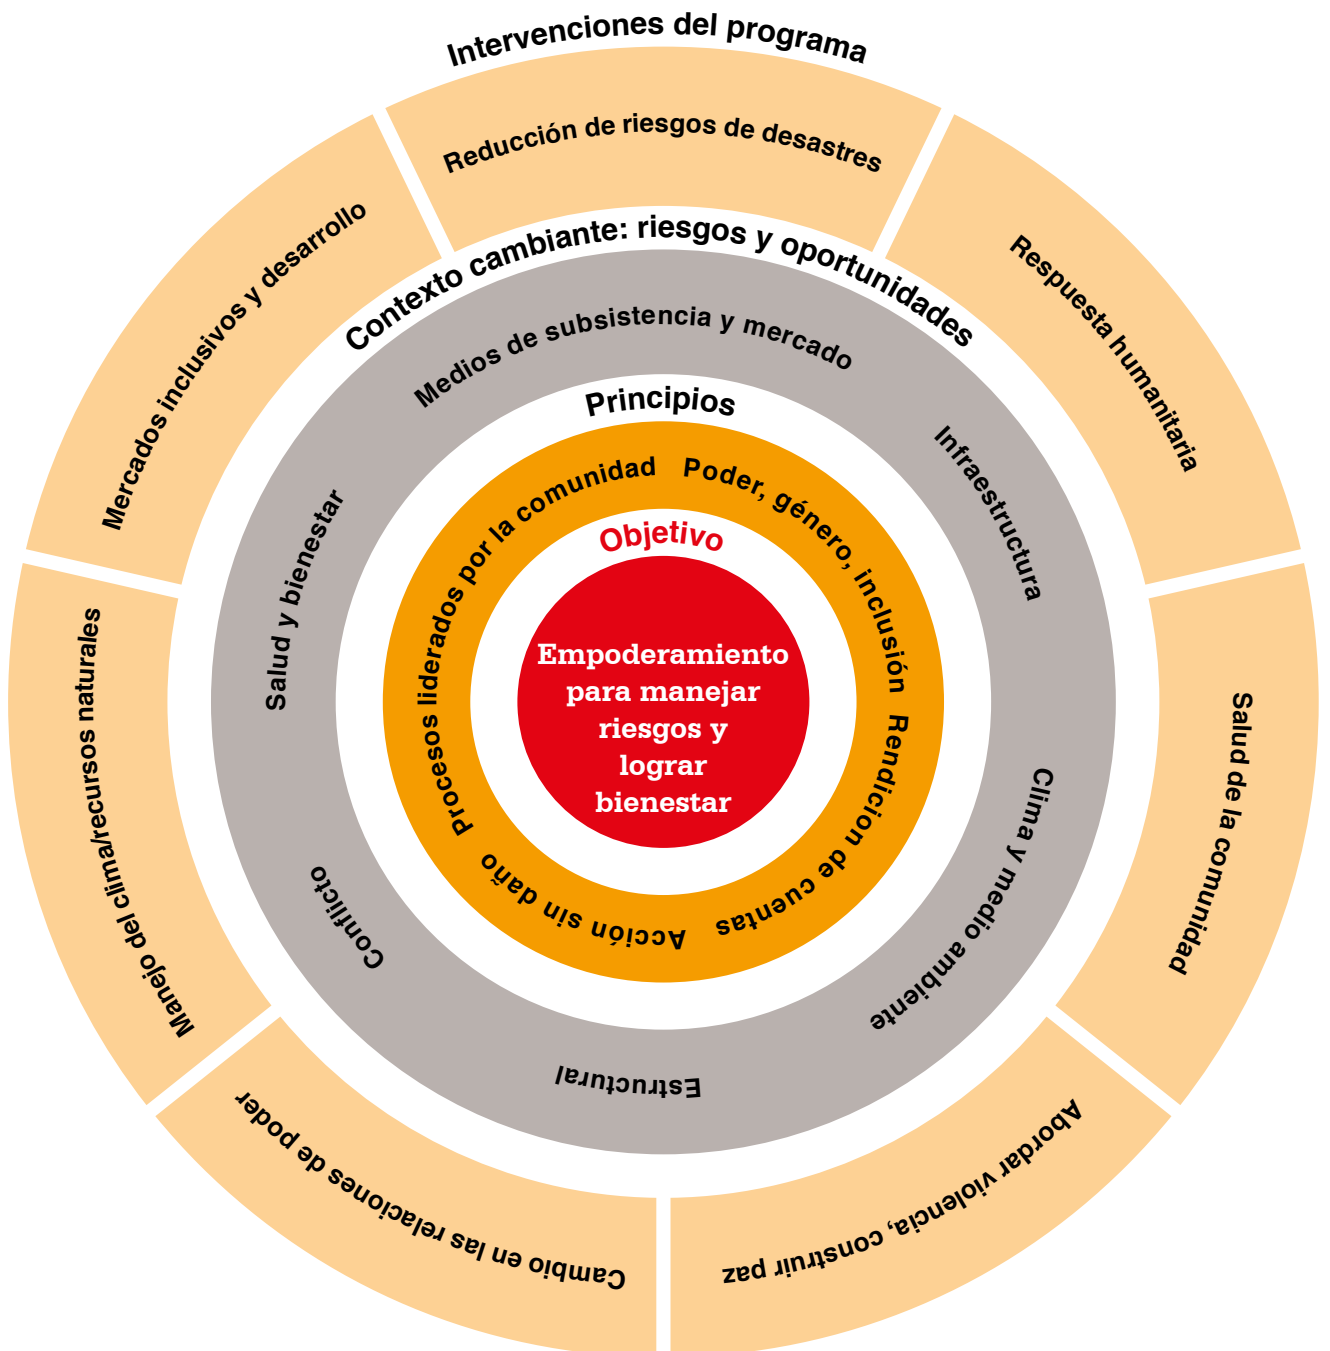 Intervenciones del programa
Reducción de riesgos de desastres
Respuesta humanitaria
Salud de la comunidad
Abordar violencia, construir paz
Cambio en las relaciones de poder
Manejo del clima/recursos naturales
Mercados inclusivos y desarrollo
Contexto cambiante: riesgos y oportunidades
Medios de subsistencia y mercado
Infraestructura
Clima y medio ambiente
Estructural
Conflicto
Salud y bienestar
Principios
Poder, género, inclusión
Rendicion de cuentas
Acción sin daño
Procesos liderados por la comunidad
Objetivo
Empoderamiento
para manejar
riesgos y
lograr
bienestar